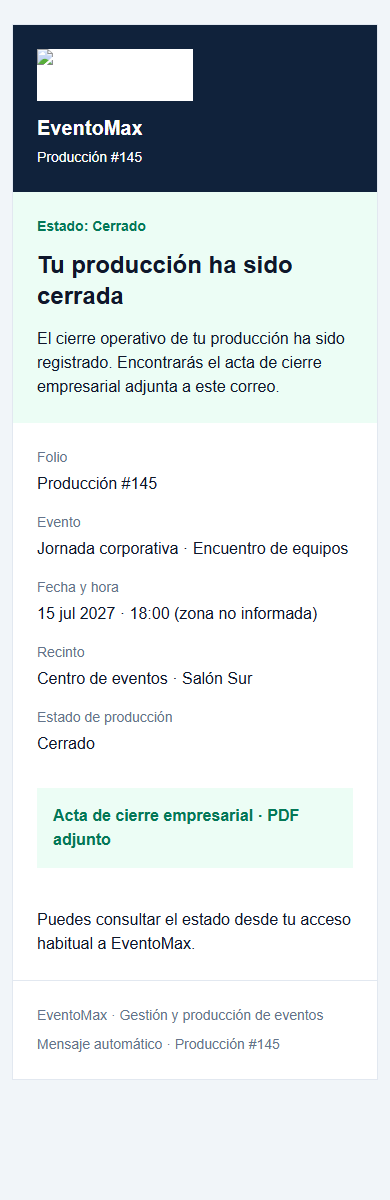 EventoMax
Producción #145
Estado: Cerrado
Tu producción ha sido
cerrada
El cierre operativo de tu producción ha sido
registrado. Encontrarás el acta de cierre
empresarial adjunta a este correo.
Folio
Producción #145
Evento
Jornada corporativa · Encuentro de equipos
Fecha y hora
15 jul 2027 · 18:00 (zona no informada)
Recinto
Centro de eventos · Salón Sur
Estado de producción
Cerrado
Acta de cierre empresarial · PDF
adjunto
Puedes consultar el estado desde tu acceso
habitual a EventoMax.
EventoMax · Gestión y producción de eventos
Mensaje automático · Producción #145